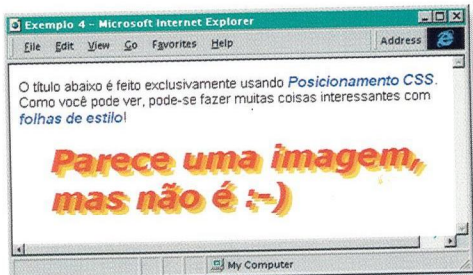 Exemplo 4 - Microsoft Internet Explorer
File Edit View Go Favorites Help
Address
O título abaixo é feito exclusivamente usando Posicionamento CSS.
Como você pode ver, pode-se fazer muitas coisas interessantes com
folhas de estilo!
Parece uma imagem,
mas não é :-)
My Computer